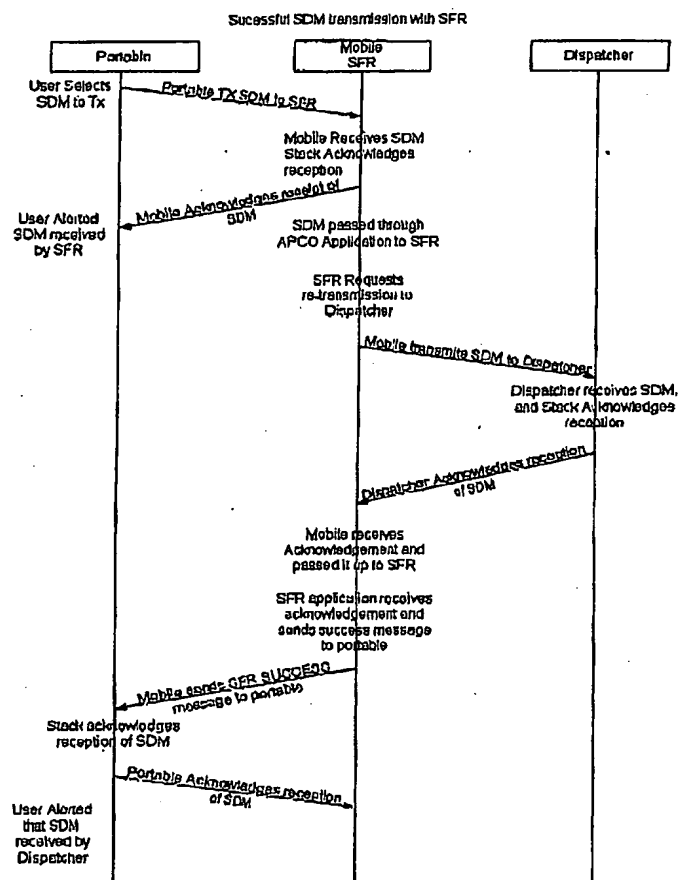 Sucessful SDM transmission with SFR
Portable
Mobile
SFR
Dispatcher
User Selects
SDM to Tx
Portable TX SDM to SFR
Mobile Receives SDM
Stack Acknowledges
reception
Mobile Acknowledges receipt of
SDM
User Alerted
SDM received
by SFR
SDM passed through
APCO Application to SFR
SFR Requests
re-transmission to
Dispatcher
Mobile transmits SDM to Dispatcher
Dispatcher receives SDM,
and Stack Acknowledges
reception
Dispatcher Acknowledges reception
of SDM
Mobile receives
Acknowledgement and
passed it up to SFR
SFR application receives
acknowledgement and
sends success message
to portable
Mobile sends SFR SUCCESS
message to portable
Stack acknowledges
reception of SDM
Portable Acknowledges reception
of SDM
User Alerted
that SDM
received by
Dispatcher